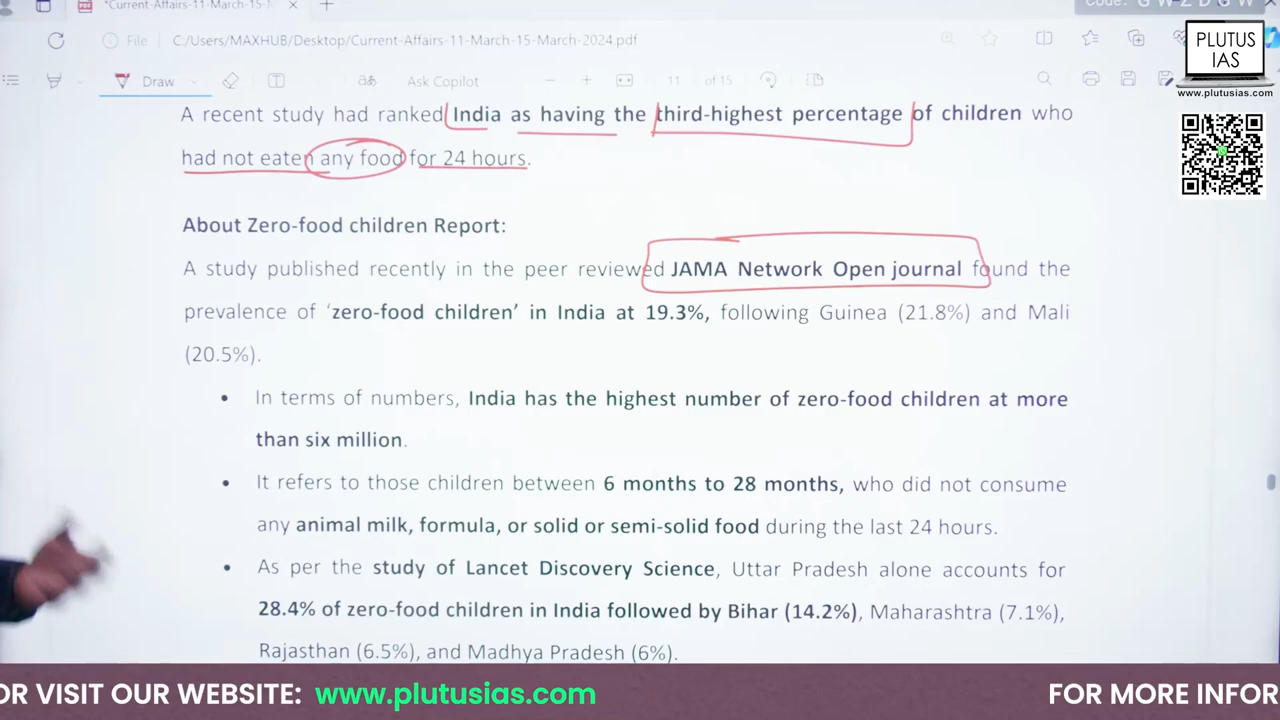 *Current-Affairs-11-March-15-M
Code: G W Z D G W
File C:/Users/MAXHUB/Desktop/Current-Affairs-11-March-15-March-2024.pdf
PLUTUS
IAS
www.plutusias.com
Draw Ask Copilot 11 of 15
A recent study had ranked India as having the third-highest percentage of children who
had not eaten any food for 24 hours.
About Zero-food children Report:
A study published recently in the peer reviewed JAMA Network Open journal found the
prevalence of ‘zero-food children’ in India at 19.3%, following Guinea (21.8%) and Mali
(20.5%).
• In terms of numbers, India has the highest number of zero-food children at more
than six million.
• It refers to those children between 6 months to 28 months, who did not consume
any animal milk, formula, or solid or semi-solid food during the last 24 hours.
• As per the study of Lancet Discovery Science, Uttar Pradesh alone accounts for
28.4% of zero-food children in India followed by Bihar (14.2%), Maharashtra (7.1%),
Rajasthan (6.5%), and Madhya Pradesh (6%).
OR VISIT OUR WEBSITE: www.plutusias.com FOR MORE INFOR